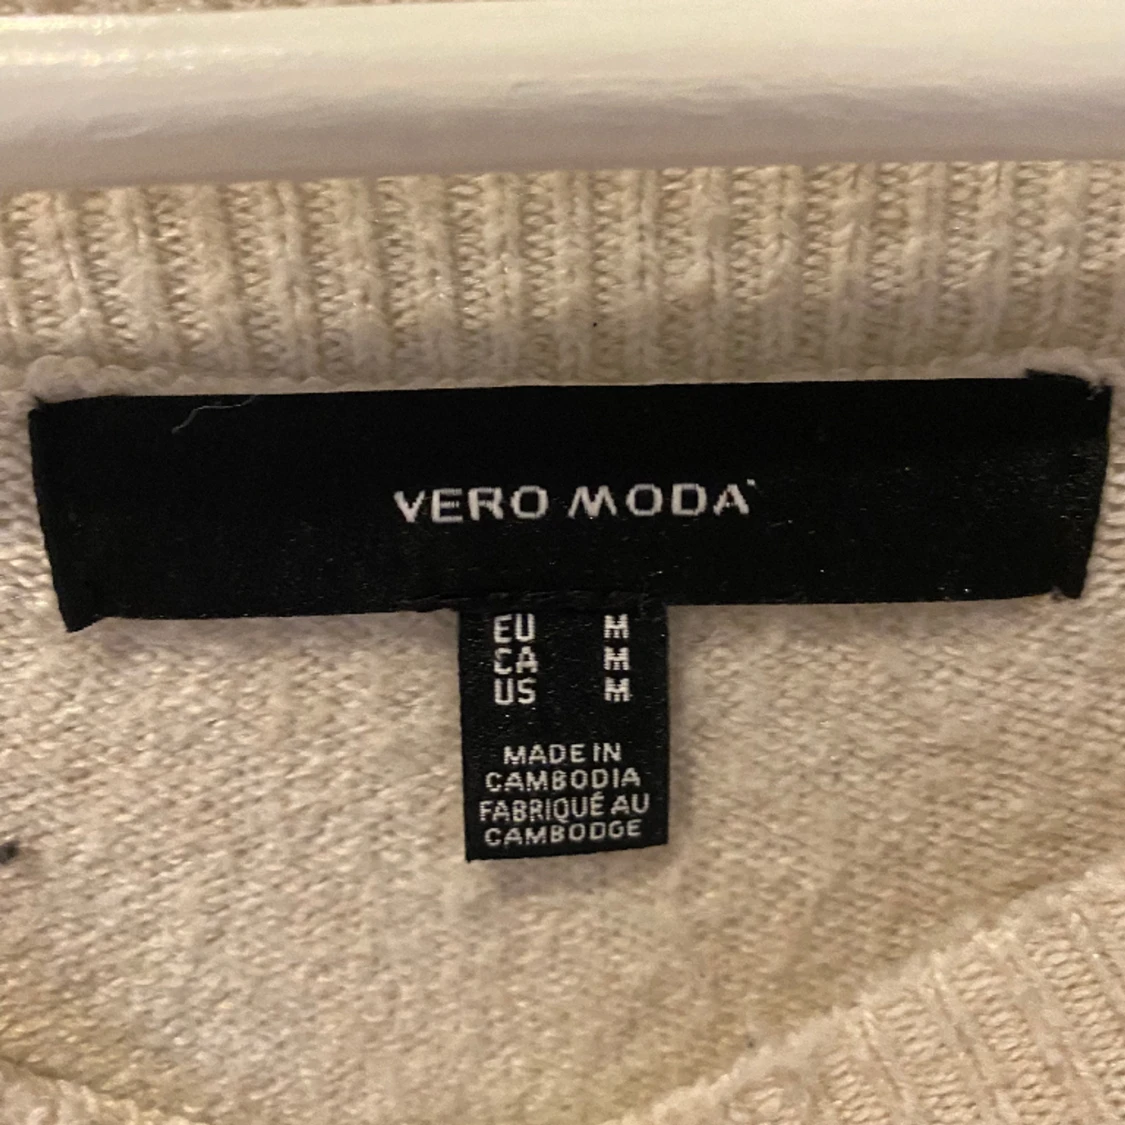 VERO MODA
EU M
CA M
US M
MADE IN
CAMBODIA
FABRIQUÉ AU
CAMBODGE